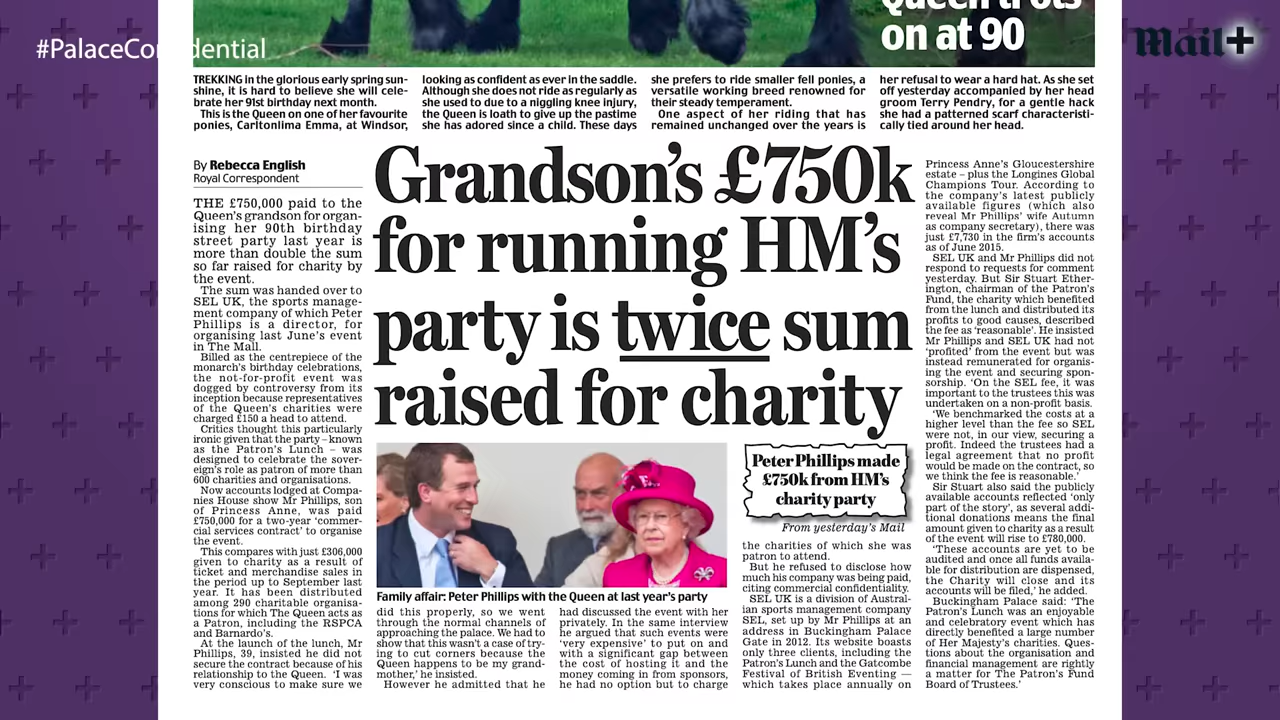 #PalaceConfidential
Mail+
Queen trots
on at 90
TREKKING in the glorious early spring sun-
shine, it is hard to believe she will cele-
brate her 91st birthday next month.
This is the Queen on one of her favourite
ponies, Carltonlima Emma, at Windsor,
looking as confident as ever in the saddle.
Although she does not ride as regularly as
she used to due to a niggling knee injury,
the Queen is loath to give up the pastime
she has adored since a child. These days
she prefers to ride smaller fell ponies, a
versatile working breed renowned for
their steady temperament.
One aspect of her riding that has
remained unchanged over the years is
her refusal to wear a hard hat. As she set
off yesterday accompanied by her head
groom Terry Pendry, for a gentle hack
she had a patterned scarf characteristi-
cally tied around her head.
Grandson's £750k
for running HM's
party is twice sum
raised for charity
By Rebecca English
Royal Correspondent
THE £750,000 paid to the
Queen's grandson for organ-
ising her 90th birthday
street party last year is
more than double the sum
so far raised for charity by
the event.
The sum was handed over to
SEL UK, the sports manage-
ment company of which Peter
Phillips is a director, for
organising last June's event
in The Mall.
Billed as the centrepiece of the
monarch's birthday celebrations,
the not-for-profit event was
dogged by controversy from its
inception because representatives
of the Queen's charities were
charged £150 a head to attend.
Critics thought this particularly
ironic given that the party – known
as the Patron's Lunch – was
designed to celebrate the sover-
eign's role as patron of more than
600 charities and organisations.
Now accounts lodged at Compa-
nies House show Mr Phillips, son
of Princess Anne, was paid
£750,000 for a two-year 'commer-
cial services contract' to organise
the event.
This compares with just £306,000
given to charity as a result of
ticket and merchandise sales in
the period up to September last
year. It has been distributed
among 290 charitable organisa-
tions for which The Queen acts as
a Patron, including the RSPCA
and Barnardo's.
At the launch of the lunch, Mr
Phillips, 39, insisted he did not
secure the contract because of his
relationship to the Queen. 'I was
very conscious to make sure we
Family affair: Peter Phillips with the Queen at last year's party
did this properly, so we went
through the normal channels of
approaching the palace. We had to
show that this wasn't a case of try-
ing to cut corners because the
Queen happens to be my grand-
mother,' he insisted.
However he admitted that he
had discussed the event with her
privately. In the same interview
he argued that such events were
'very expensive' to put on and
with a significant gap between
the cost of hosting it and the
money coming in from sponsors,
he had no option but to charge
Peter Phillips made
£750k from HM's
charity party
From yesterday's Mail
the charities of which she was
patron to attend.
But he refused to disclose how
much his company was being paid,
citing commercial confidentiality.
SEL UK is a division of Austral-
ian sports management company
SEL, set up by Mr Phillips at an
address in Buckingham Palace
Gate in 2012. Its website boasts
only three clients, including the
Patron's Lunch and the Gatcombe
Festival of British Eventing —
which takes place annually on
Princess Anne's Gloucestershire
estate – plus the Longines Global
Champions Tour. According to
the company's latest publicly
available figures (which also
reveal Mr Phillips' wife Autumn
as company secretary), there was
just £7,730 in the firm's accounts
as of June 2015.
SEL UK and Mr Phillips did not
respond to requests for comment
yesterday. But Sir Stuart Ether-
ington, chairman of the Patron's
Fund, the charity which benefited
from the lunch and distributed its
profits to good causes, described
the fee as 'reasonable'. He insisted
Mr Phillips and SEL UK had not
'profited' from the event but was
instead remunerated for organis-
ing the event and securing spon-
sorship. 'On the SEL fee, it was
important to the trustees this was
undertaken on a non-profit basis.
'We benchmarked the costs at a
higher level than the fee so SEL
were not, in our view, securing a
profit. Indeed the trustees had a
legal agreement that no profit
would be made on the contract, so
we think the fee is reasonable.'
Sir Stuart also said the publicly
available accounts reflected 'only
part of the story', as several addi-
tional donations means the final
amount given to charity as a result
of the event will rise to £780,000.
'These accounts are yet to be
audited and once all funds availa-
ble for distribution are dispensed,
the Charity will close and its
accounts will be filed,' he added.
Buckingham Palace said: 'The
Patron's Lunch was an enjoyable
and celebratory event which has
directly benefited a large number
of Her Majesty's charities. Ques-
tions about the organisation and
financial management are rightly
a matter for The Patron's Fund
Board of Trustees.'